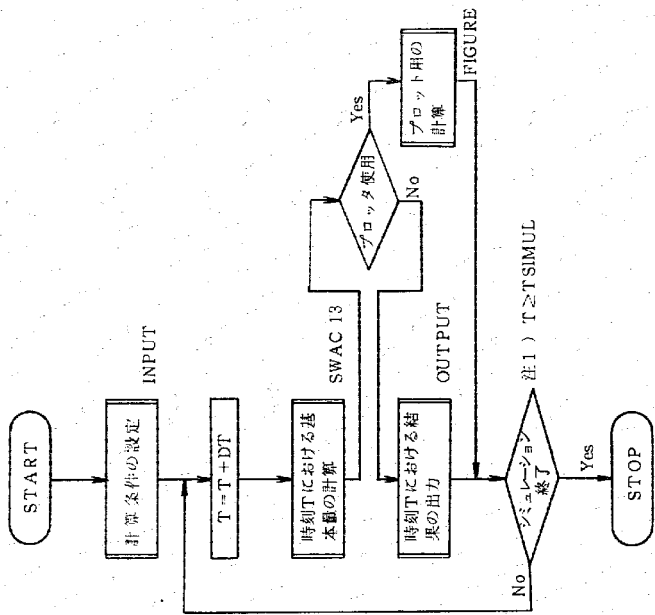 START
計算条件の設定
INPUT
T=T+DT
時刻Tにおける基
本量の計算
SWAC 13
プロッタ使用
Yes
No
プロット用の
計算
FIGURE
時刻Tにおける結
果の出力
OUTPUT
シミュレーション
終了
注1) T≥TSIMUL
No
Yes
STOP